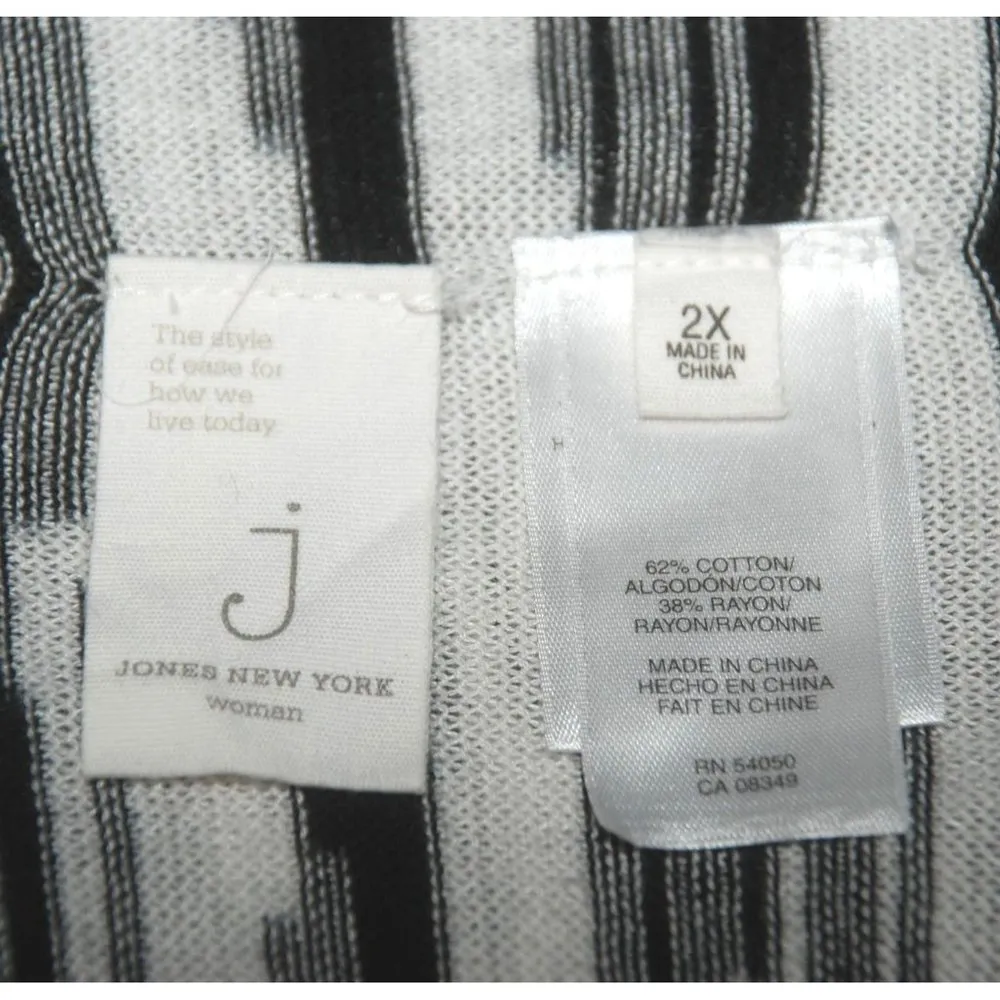 The style
of ease for
how we
live today
j
JONES NEW YORK
woman
2X
MADE IN
CHINA
62% COTTON/
ALGODÓN/COTON
38% RAYON/
RAYON/RAYONNE
MADE IN CHINA
HECHO EN CHINA
FAIT EN CHINE
RN 54050
CA 08349